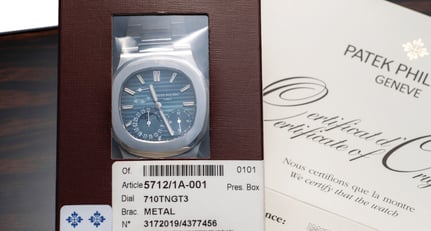 Of. 0101
Article 5712/1A-001 Pres. Box
Dial 710TNGT3
Brac. METAL
N° 3172019/4377456
PATEK PHIL
GENEVE
Certificat d'
Certificate of Ori
Nous certifions que la montre
We certify that the watch
nce: